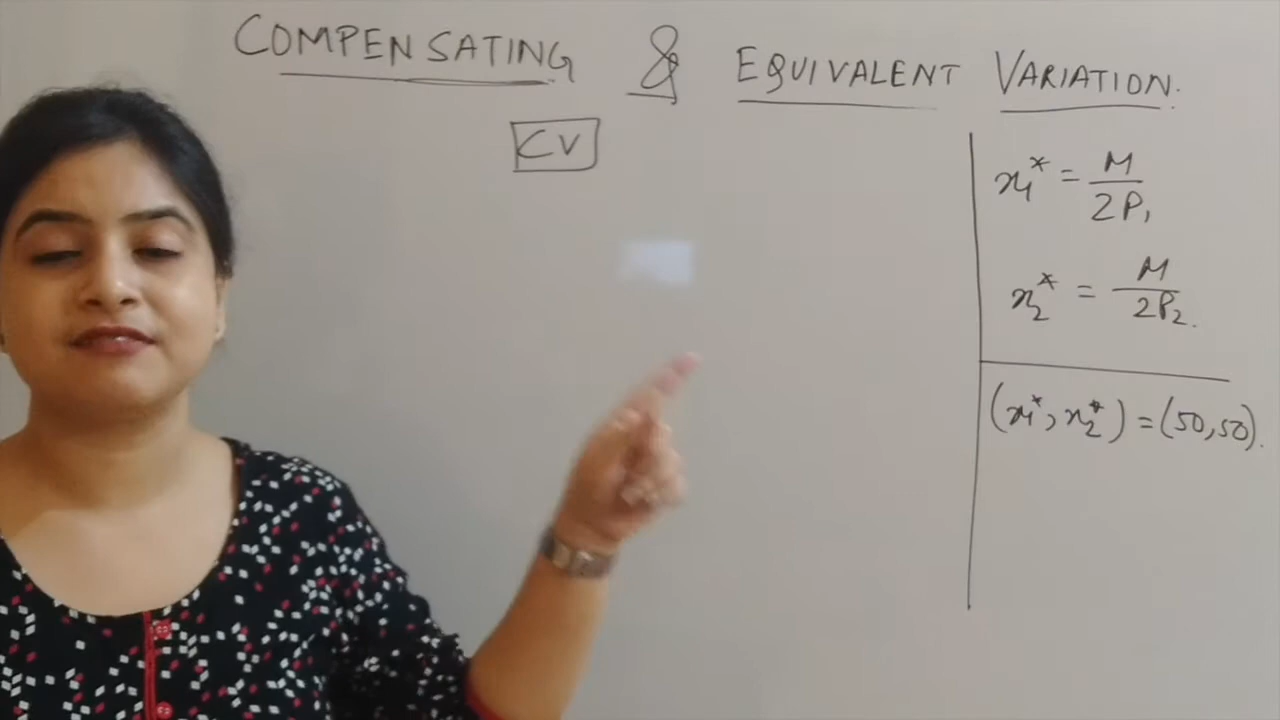 COMPENSATING & EQUIVALENT VARIATION.
CV
x₁* = M / 2P₁
x₂* = M / 2P₂.
(x₁*, x₂*) = (50, 50).